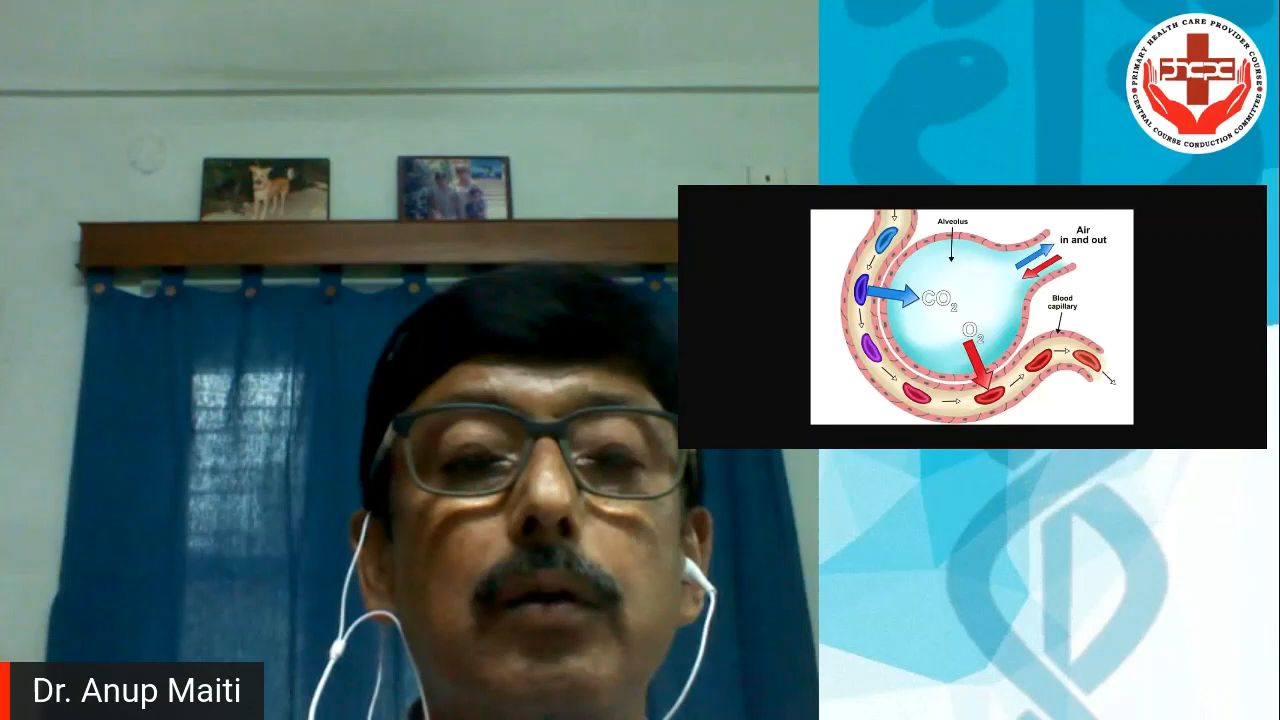 PRIMARY HEALTH CARE PROVIDER COURSE
CENTRAL COURSE CONDUCTION COMMITTEE
phcpc
Alveolus
Air
in and out
CO2
O2
Blood
capillary
Dr. Anup Maiti